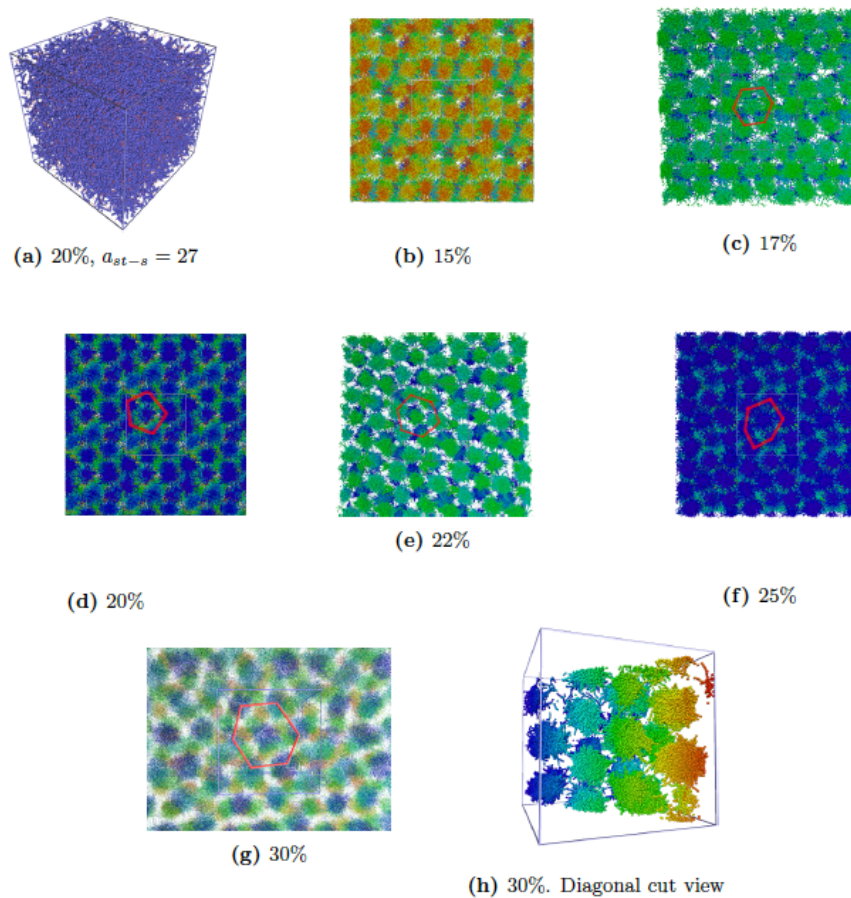 (a) 20%, a_{st-s} = 27
(b) 15%
(c) 17%
(d) 20%
(e) 22%
(f) 25%
(g) 30%
(h) 30%. Diagonal cut view